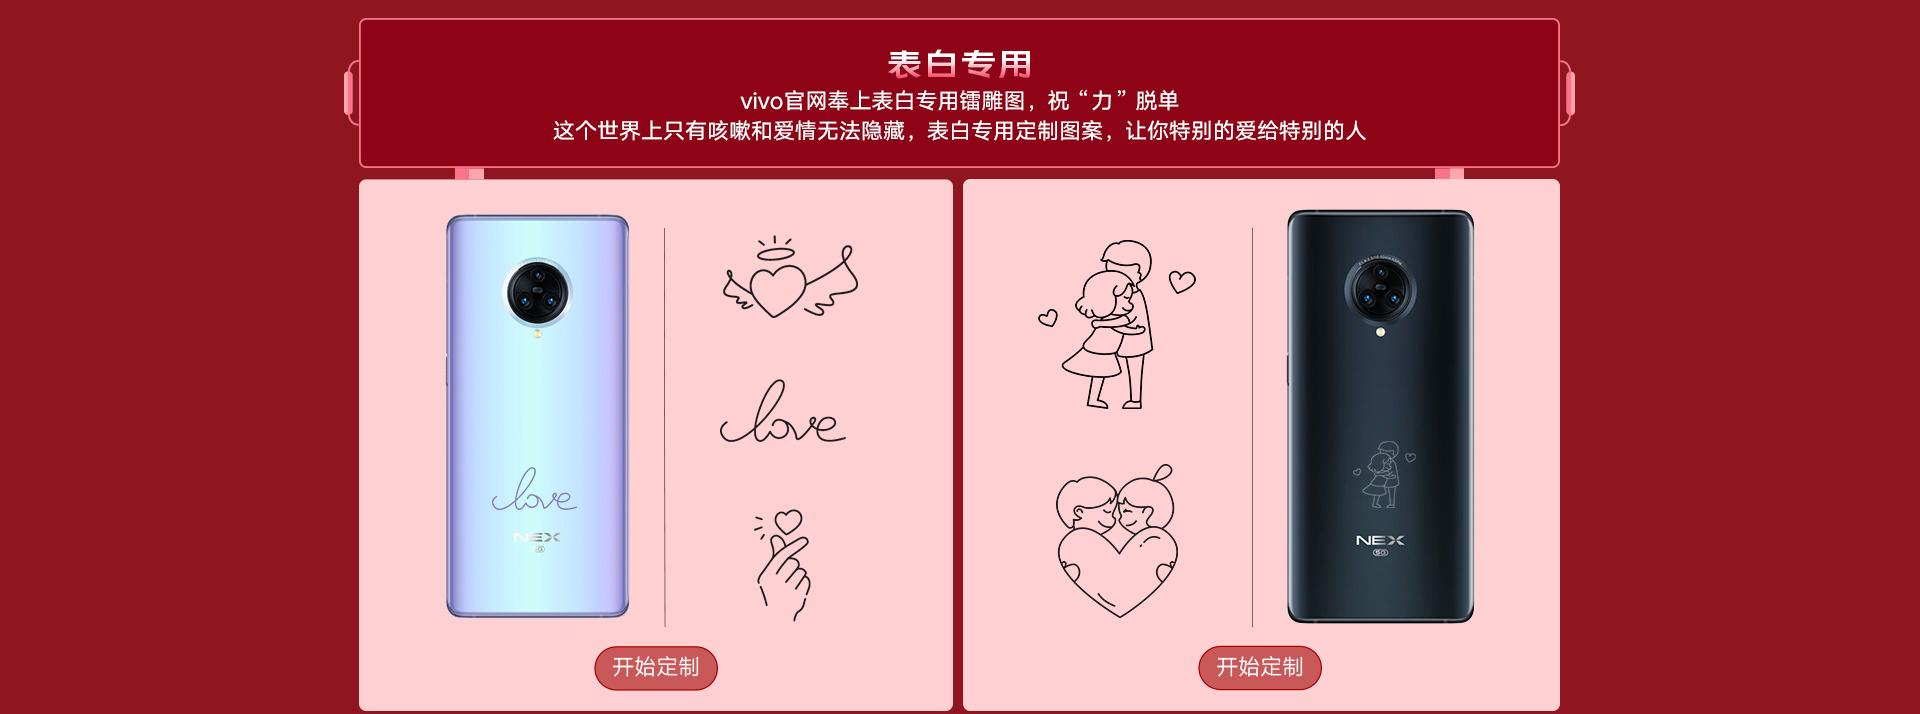 表白专用
vivo官网奉上表白专用镭雕图，祝“力”脱单
这个世界上只有咳嗽和爱情无法隐藏，表白专用定制图案，让你特别的爱给特别的人
love
love
NEX
5G
开始定制
NEX
5G
开始定制